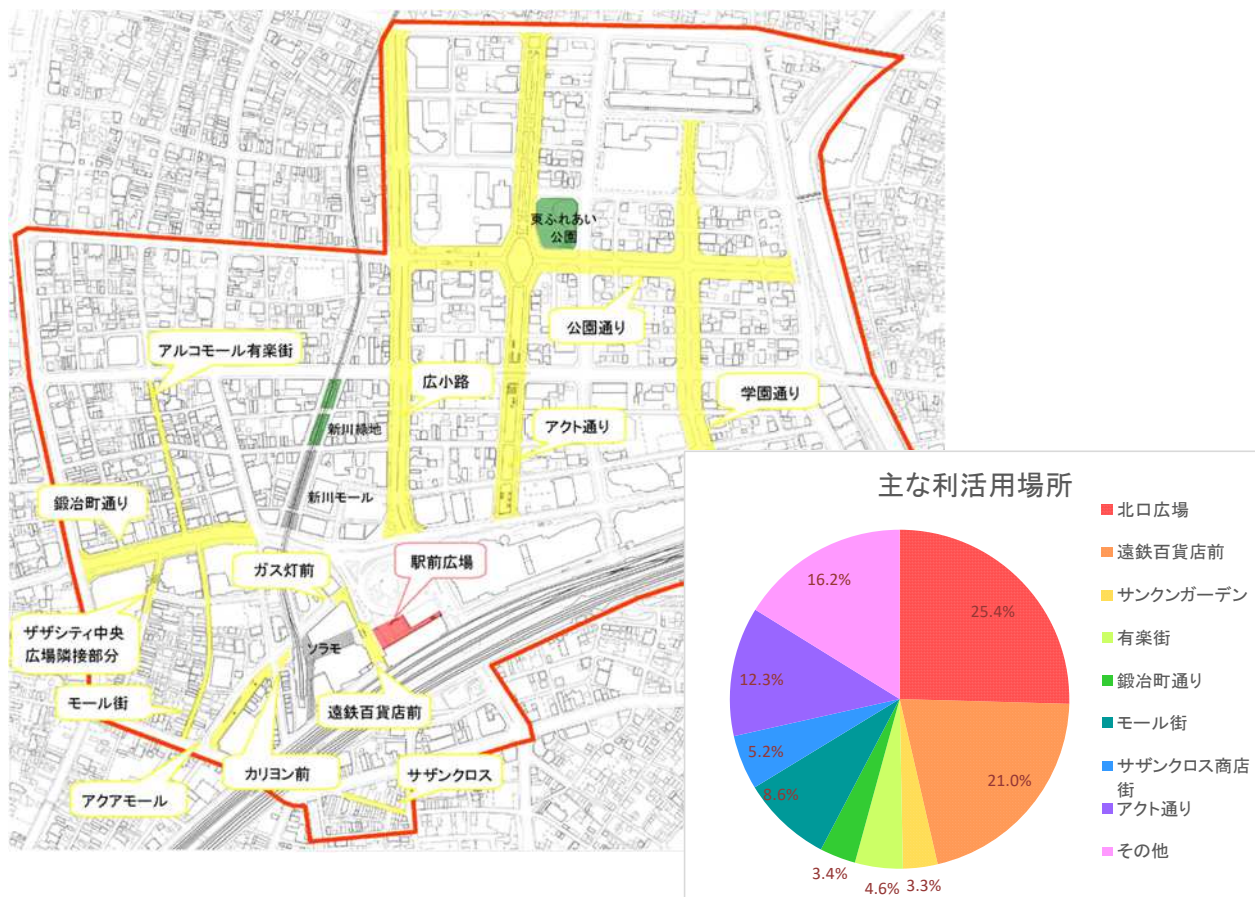 東ふれあい
公園
公園通り
アルコモール有楽街
広小路
学園通り
アクト通り
新川緑地
新川モール
鍛冶町通り
ガス灯前
駅前広場
ザザシティ中央
広場隣接部分
ソラモ
モール街
遠鉄百貨店前
カリヨン前
サザンクロス
アクアモール
主な利活用場所
25.4%
21.0%
3.3%
4.6%
3.4%
8.6%
5.2%
12.3%
16.2%
北口広場
遠鉄百貨店前
サンクンガーデン
有楽街
鍛冶町通り
モール街
サザンクロス商店
街
アクト通り
その他